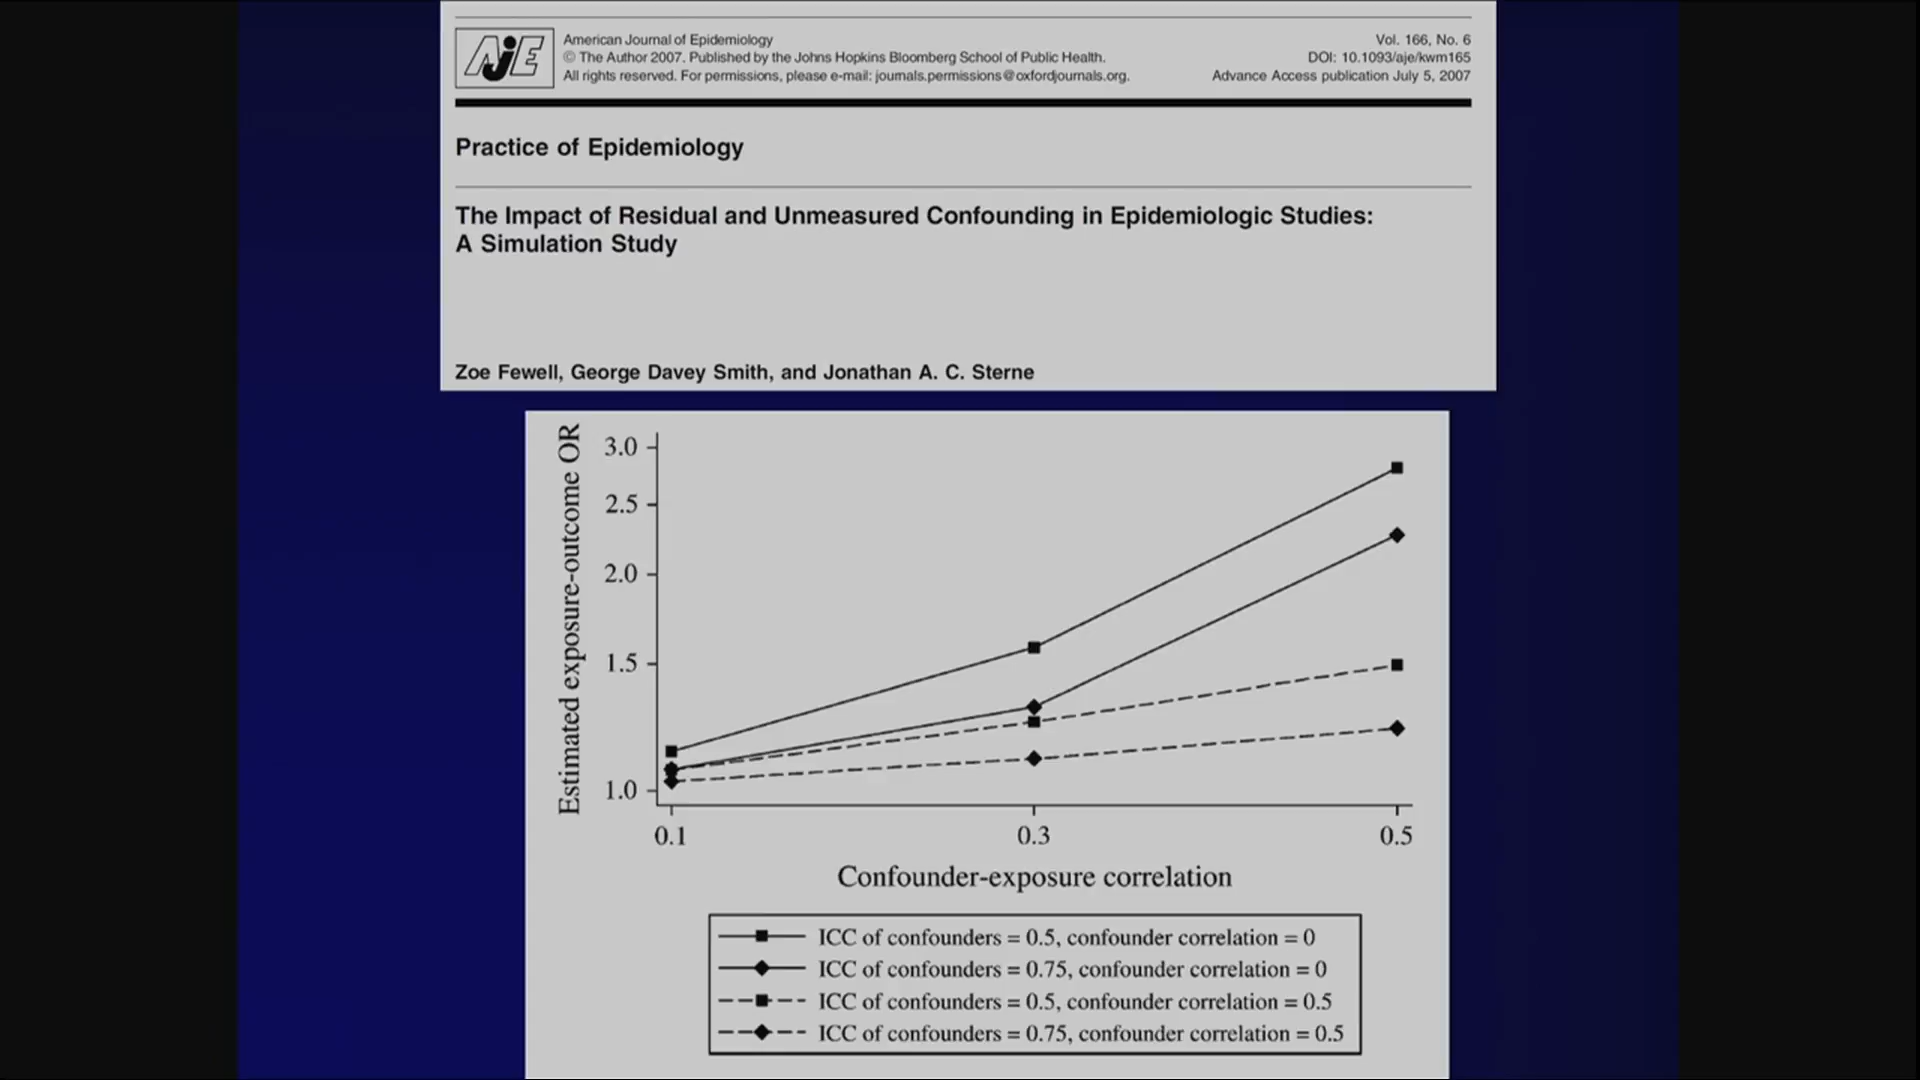 AJE
American Journal of Epidemiology
© The Author 2007. Published by the Johns Hopkins Bloomberg School of Public Health.
All rights reserved. For permissions, please e-mail: journals.permissions@oxfordjournals.org.
Vol. 166, No. 6
DOI: 10.1093/aje/kwm165
Advance Access publication July 5, 2007
Practice of Epidemiology
The Impact of Residual and Unmeasured Confounding in Epidemiologic Studies:
A Simulation Study
Zoe Fewell, George Davey Smith, and Jonathan A. C. Sterne
Estimated exposure-outcome OR
3.0
2.5
2.0
1.5
1.0
0.1 0.3 0.5
Confounder-exposure correlation
ICC of confounders = 0.5, confounder correlation = 0
ICC of confounders = 0.75, confounder correlation = 0
ICC of confounders = 0.5, confounder correlation = 0.5
ICC of confounders = 0.75, confounder correlation = 0.5